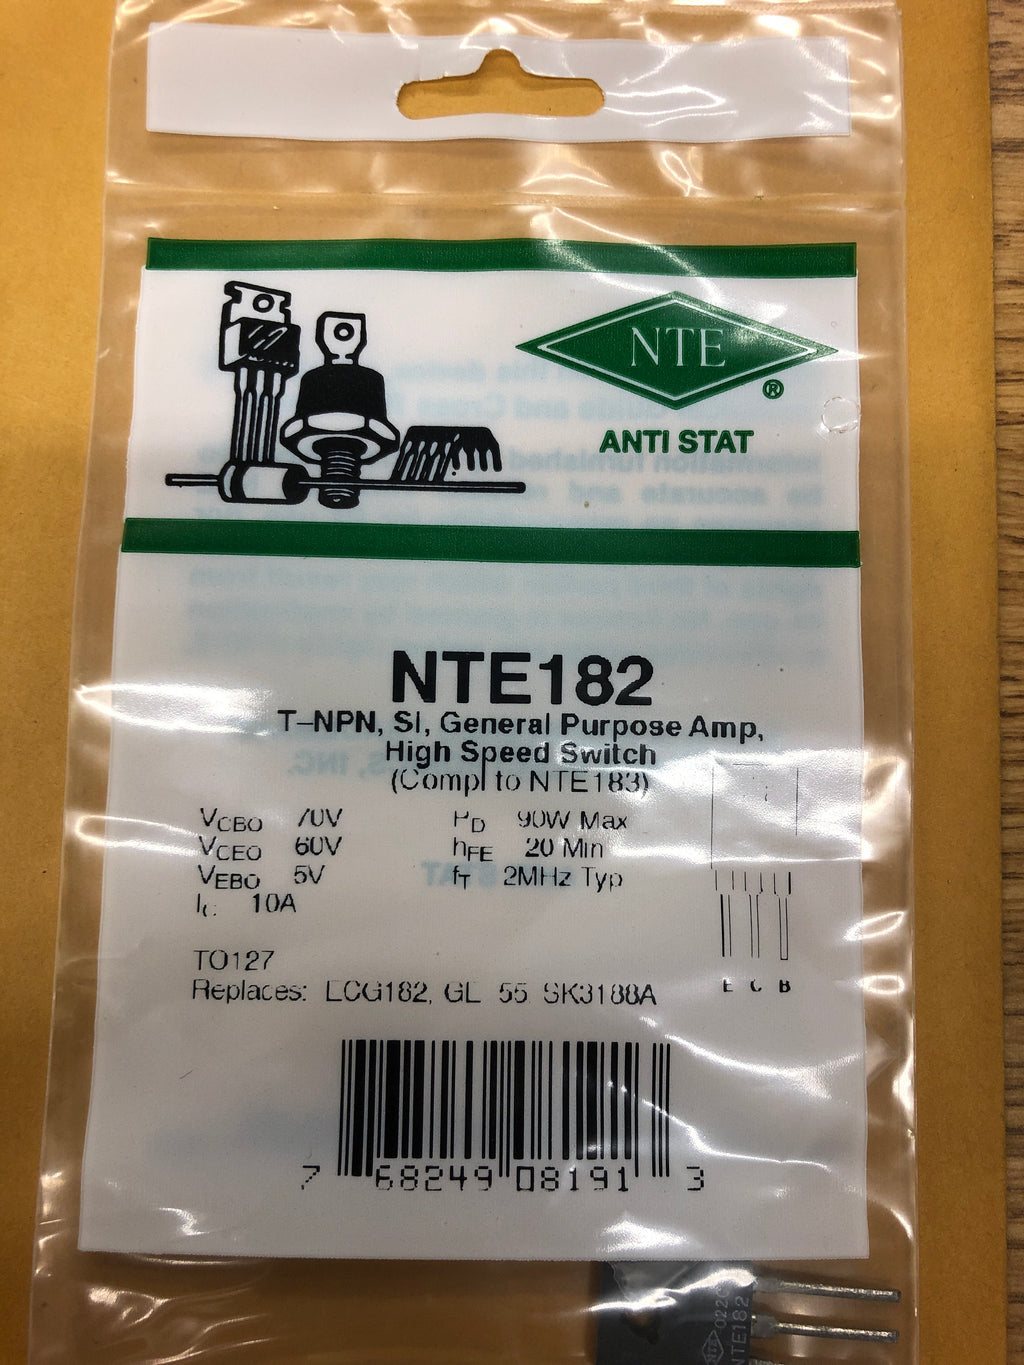 NTE
®
ANTI STAT
NTE182
T–NPN, SI, General Purpose Amp,
High Speed Switch
(Compl to NTE183)
VCBO 70V PD 90W Max
VCEO 60V hFE 20 Min
VEBO 5V fT 2MHz Typ
IC 10A
TO127
Replaces: ECG182, GE-55, SK3188A
E C B
7 68249 08191 3
NTE 022
NTE182